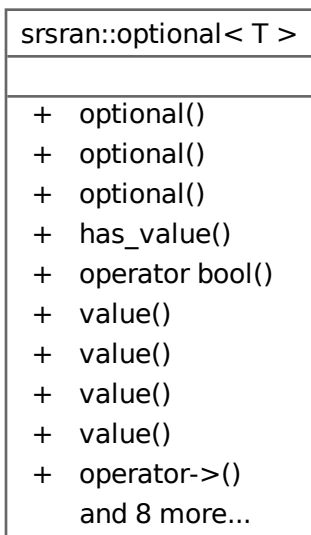 srsran::optional< T >
+ optional()
+ optional()
+ optional()
+ has_value()
+ operator bool()
+ value()
+ value()
+ value()
+ value()
+ operator->()
and 8 more...